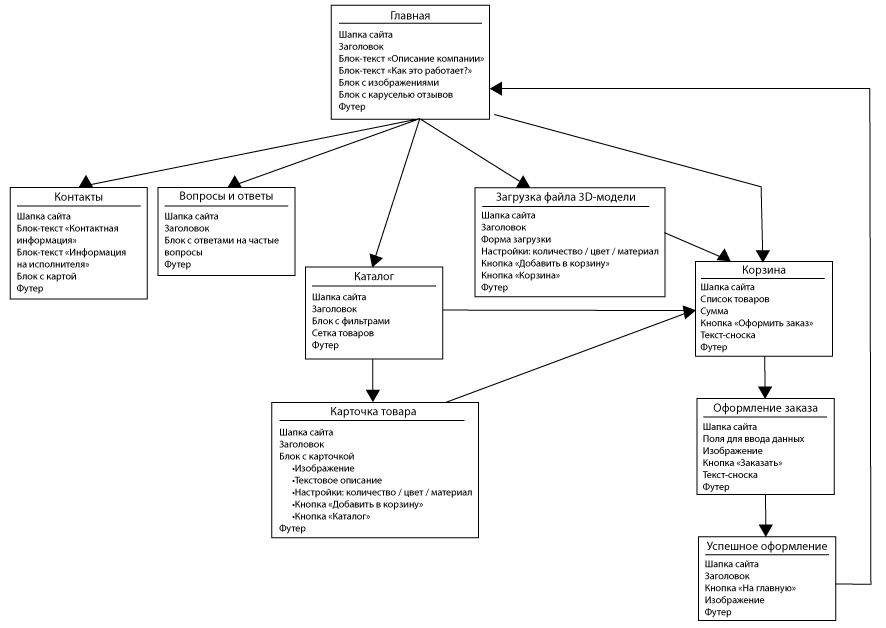 Главная
Шапка сайта
Заголовок
Блок-текст «Описание компании»
Блок-текст «Как это работает?»
Блок с изображениями
Блок с каруселью отзывов
Футер
Контакты
Шапка сайта
Блок-текст «Контактная
информация»
Блок-текст «Информация
на исполнителя»
Блок с картой
Футер
Вопросы и ответы
Шапка сайта
Заголовок
Блок с ответами на частые
вопросы
Футер
Каталог
Шапка сайта
Заголовок
Блок с фильтрами
Сетка товаров
Футер
Загрузка файла 3D-модели
Шапка сайта
Заголовок
Форма загрузки
Настройки: количество / цвет / материал
Кнопка «Добавить в корзину»
Кнопка «Корзина»
Футер
Корзина
Шапка сайта
Список товаров
Сумма
Кнопка «Оформить заказ»
Текст-сноска
Футер
Карточка товара
Шапка сайта
Заголовок
Блок с карточкой
•Изображение
•Текстовое описание
•Настройки: количество / цвет / материал
•Кнопка «Добавить в корзину»
•Кнопка «Каталог»
Футер
Оформление заказа
Шапка сайта
Поля для ввода данных
Изображение
Кнопка «Заказать»
Текст-сноска
Футер
Успешное оформление
Шапка сайта
Заголовок
Кнопка «На главную»
Изображение
Футер